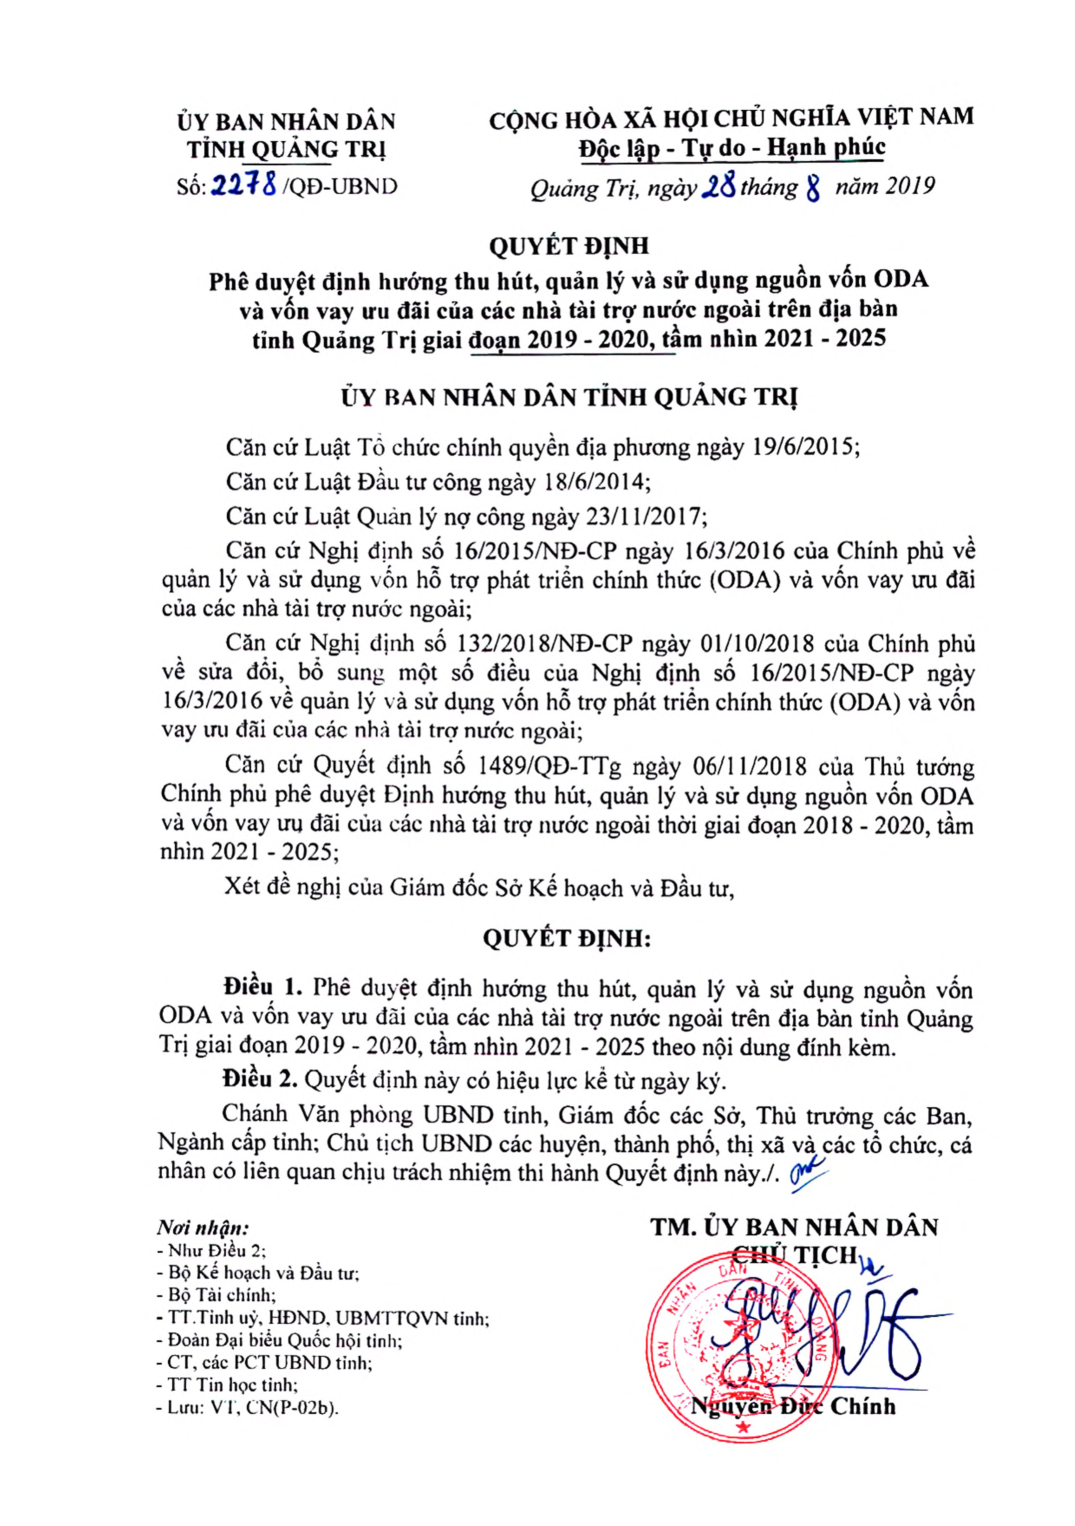 ỦY BAN NHÂN DÂN
TỈNH QUẢNG TRỊ
Số: 2278/QĐ-UBND
CỘNG HÒA XÃ HỘI CHỦ NGHĨA VIỆT NAM
Độc lập - Tự do - Hạnh phúc
Quảng Trị, ngày 28 tháng 8 năm 2019
QUYẾT ĐỊNH
Phê duyệt định hướng thu hút, quản lý và sử dụng nguồn vốn ODA
và vốn vay ưu đãi của các nhà tài trợ nước ngoài trên địa bàn
tỉnh Quảng Trị giai đoạn 2019 - 2020, tầm nhìn 2021 - 2025
ỦY BAN NHÂN DÂN TỈNH QUẢNG TRỊ
Căn cứ Luật Tổ chức chính quyền địa phương ngày 19/6/2015;
Căn cứ Luật Đầu tư công ngày 18/6/2014;
Căn cứ Luật Quản lý nợ công ngày 23/11/2017;
Căn cứ Nghị định số 16/2015/NĐ-CP ngày 16/3/2016 của Chính phủ về
quản lý và sử dụng vốn hỗ trợ phát triển chính thức (ODA) và vốn vay ưu đãi
của các nhà tài trợ nước ngoài;
Căn cứ Nghị định số 132/2018/NĐ-CP ngày 01/10/2018 của Chính phủ
về sửa đổi, bổ sung một số điều của Nghị định số 16/2015/NĐ-CP ngày
16/3/2016 về quản lý và sử dụng vốn hỗ trợ phát triển chính thức (ODA) và vốn
vay ưu đãi của các nhà tài trợ nước ngoài;
Căn cứ Quyết định số 1489/QĐ-TTg ngày 06/11/2018 của Thủ tướng
Chính phủ phê duyệt Định hướng thu hút, quản lý và sử dụng nguồn vốn ODA
và vốn vay ưu đãi của các nhà tài trợ nước ngoài thời giai đoạn 2018 - 2020, tầm
nhìn 2021 - 2025;
Xét đề nghị của Giám đốc Sở Kế hoạch và Đầu tư,
QUYẾT ĐỊNH:
Điều 1. Phê duyệt định hướng thu hút, quản lý và sử dụng nguồn vốn
ODA và vốn vay ưu đãi của các nhà tài trợ nước ngoài trên địa bàn tỉnh Quảng
Trị giai đoạn 2019 - 2020, tầm nhìn 2021 - 2025 theo nội dung đính kèm.
Điều 2. Quyết định này có hiệu lực kể từ ngày ký.
Chánh Văn phòng UBND tỉnh, Giám đốc các Sở, Thủ trưởng các Ban,
Ngành cấp tỉnh; Chủ tịch UBND các huyện, thành phố, thị xã và các tổ chức, cá
nhân có liên quan chịu trách nhiệm thi hành Quyết định này./.
Nơi nhận:
- Như Điều 2;
- Bộ Kế hoạch và Đầu tư;
- Bộ Tài chính;
- TT.Tỉnh uỷ, HĐND, UBMTTQVN tỉnh;
- Đoàn Đại biểu Quốc hội tỉnh;
- CT, các PCT UBND tỉnh;
- TT Tin học tỉnh;
- Lưu: VT, CN(P-02b).
TM. ỦY BAN NHÂN DÂN
CHỦ TỊCH
BAN NHÂN DÂN TỈNH QUẢNG
Nguyễn Đức Chính